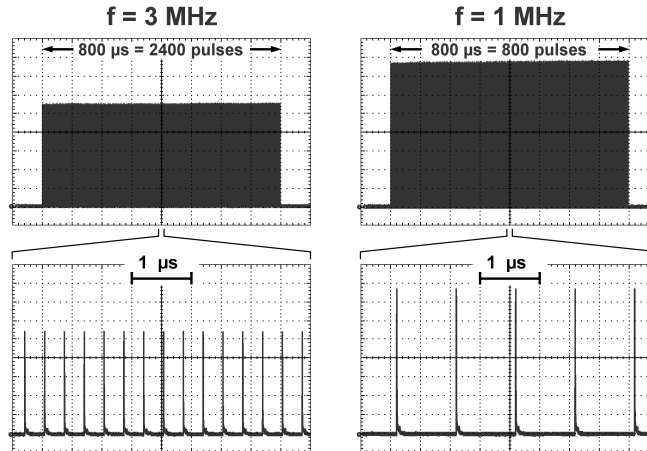 f = 3 MHz
f = 1 MHz
800 µs = 2400 pulses
800 µs = 800 pulses
1 µs
1 µs